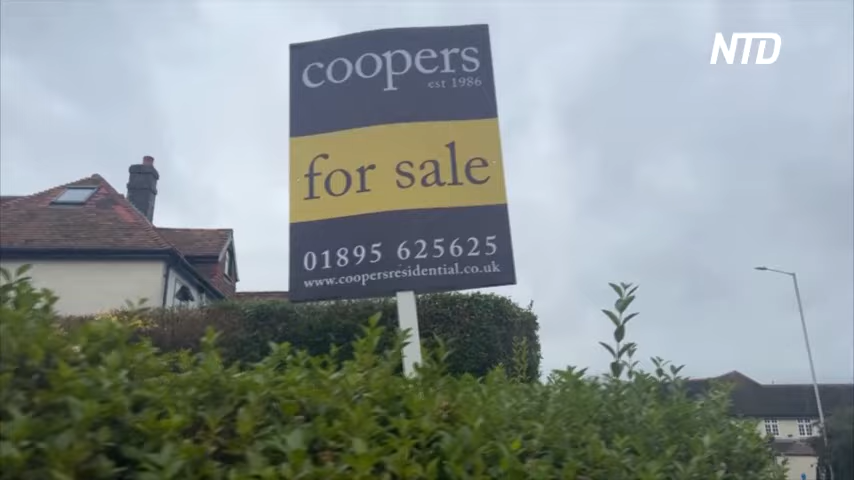 NTD
coopers
est 1986
for sale
01895 625625
www.coopersresidential.co.uk